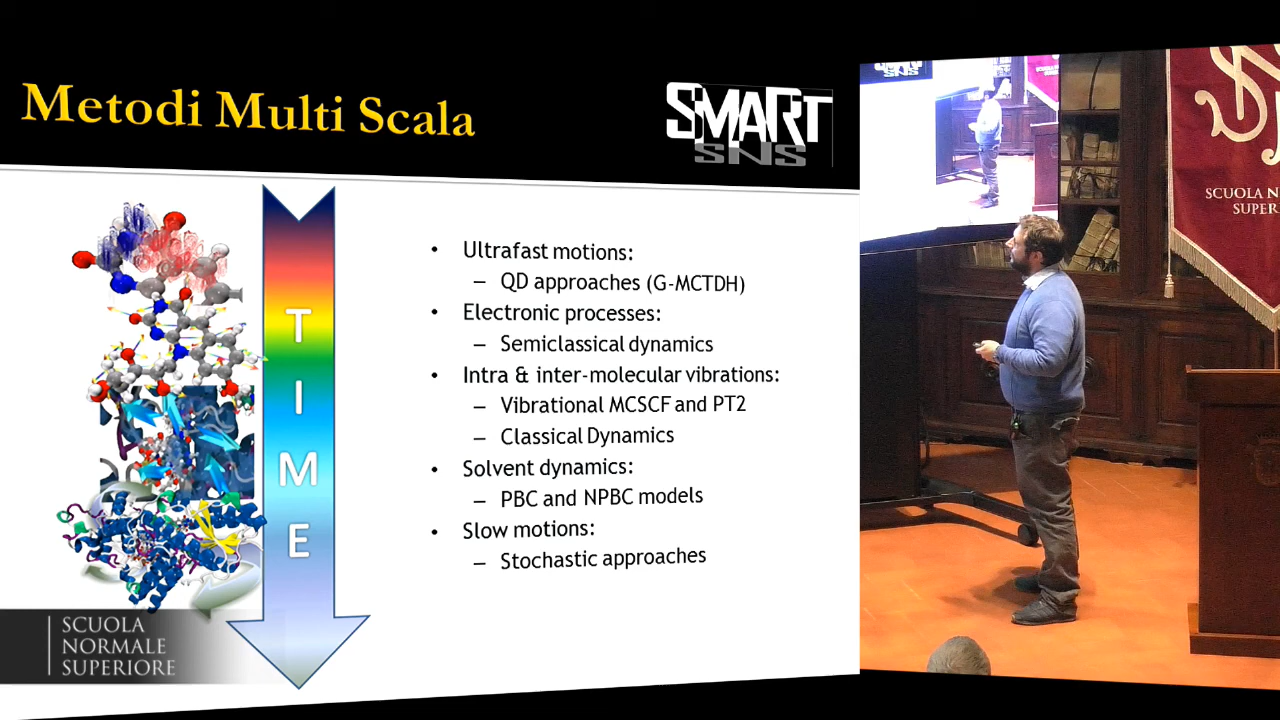 Metodi Multi Scala
SMART
SNS
• Ultrafast motions:
– QD approaches (G-MCTDH)
• Electronic processes:
– Semiclassical dynamics
• Intra & inter-molecular vibrations:
– Vibrational MCSCF and PT2
– Classical Dynamics
• Solvent dynamics:
– PBC and NPBC models
• Slow motions:
– Stochastic approaches
TIME
SCUOLA
NORMALE
SUPERIORE
SNS
SCUOLA N
SUPER